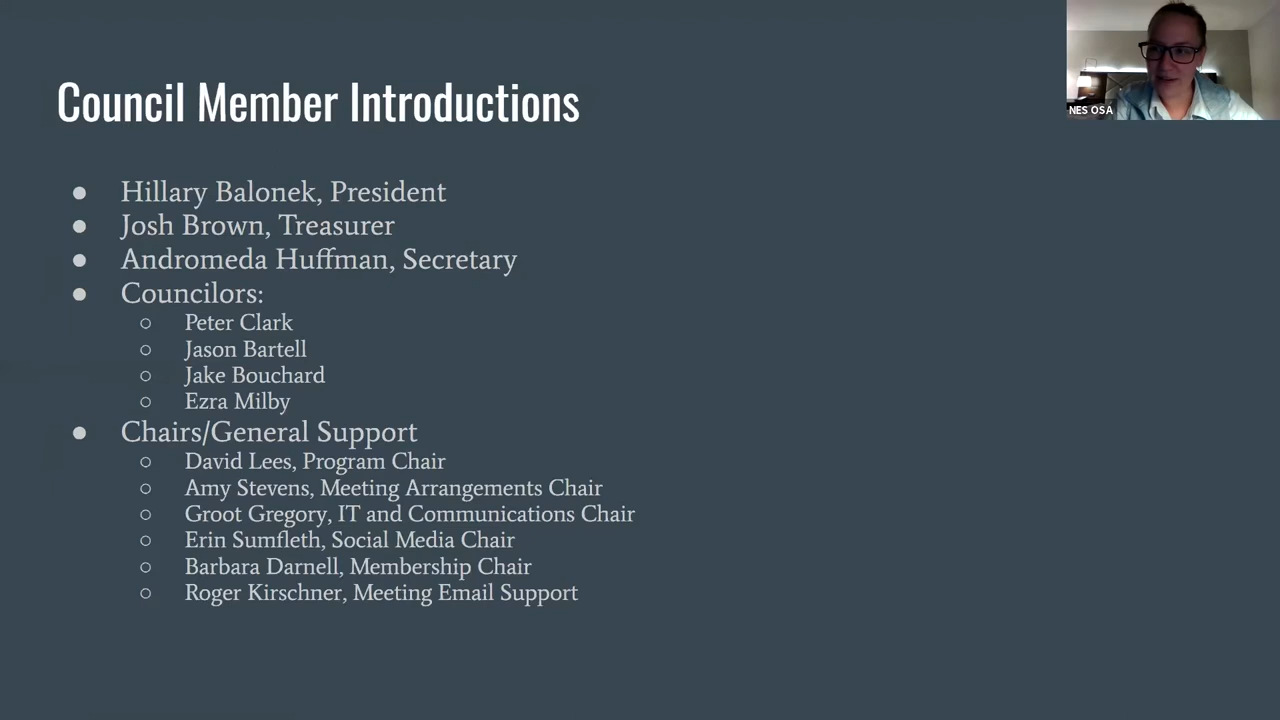 Council Member Introductions
NES OSA
● Hillary Balonek, President
● Josh Brown, Treasurer
● Andromeda Huffman, Secretary
● Councilors:
○ Peter Clark
○ Jason Bartell
○ Jake Bouchard
○ Ezra Milby
● Chairs/General Support
○ David Lees, Program Chair
○ Amy Stevens, Meeting Arrangements Chair
○ Groot Gregory, IT and Communications Chair
○ Erin Sumfleth, Social Media Chair
○ Barbara Darnell, Membership Chair
○ Roger Kirschner, Meeting Email Support